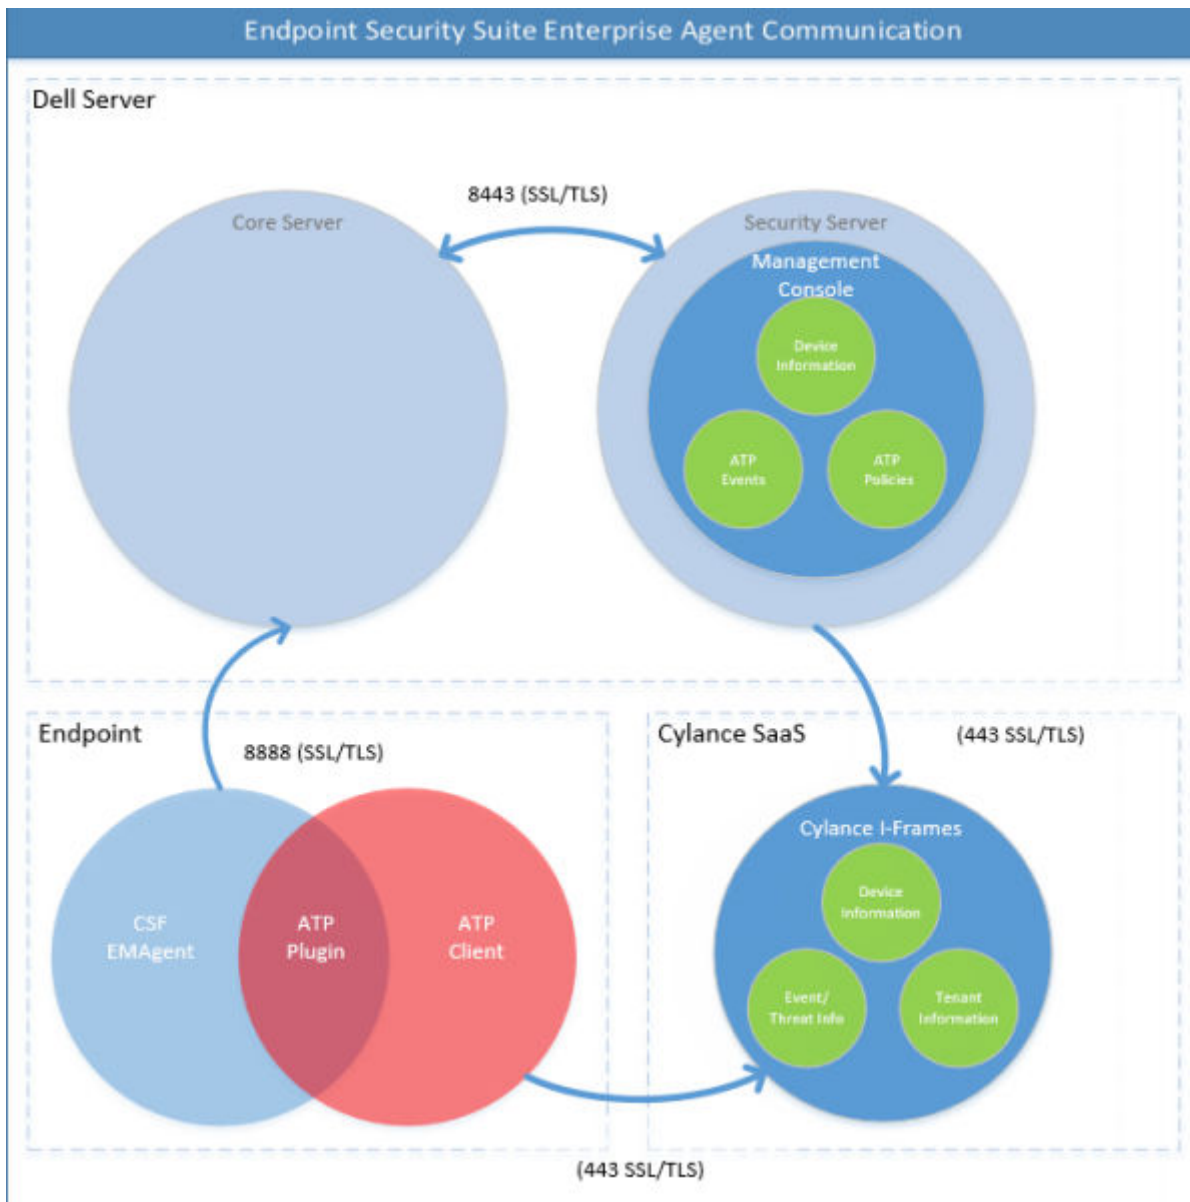 Endpoint Security Suite Enterprise Agent Communication
Dell Server
8443 (SSL/TLS)
Core Server
Security Server
Management
Console
Device
Information
ATP
Events
ATP
Policies
Endpoint
8888 (SSL/TLS)
CSF
EMAgent
ATP
Plugin
ATP
Client
Cylance SaaS
(443 SSL/TLS)
Cylance I-Frames
Device
Information
Event/
Threat Info
Tenant
Information
(443 SSL/TLS)